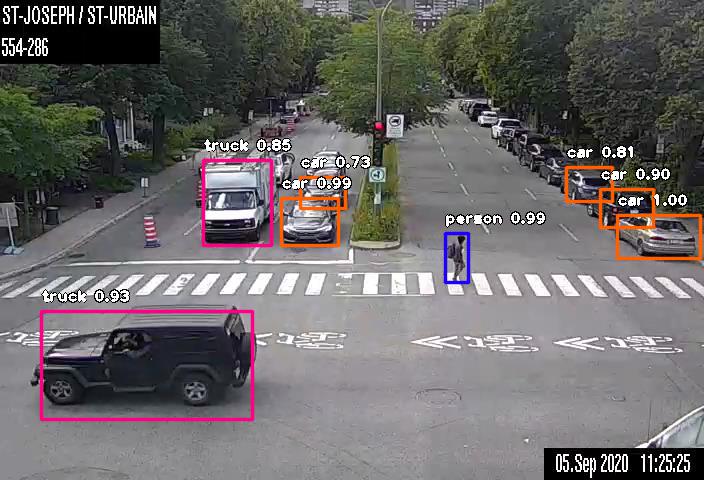 ST-JOSEPH / ST-URBAIN
554-286
truck 0.85
car 0.73
car 0.99
car 0.81
car 0.90
car 1.00
person 0.99
truck 0.93
05.Sep 2020 11:25:25